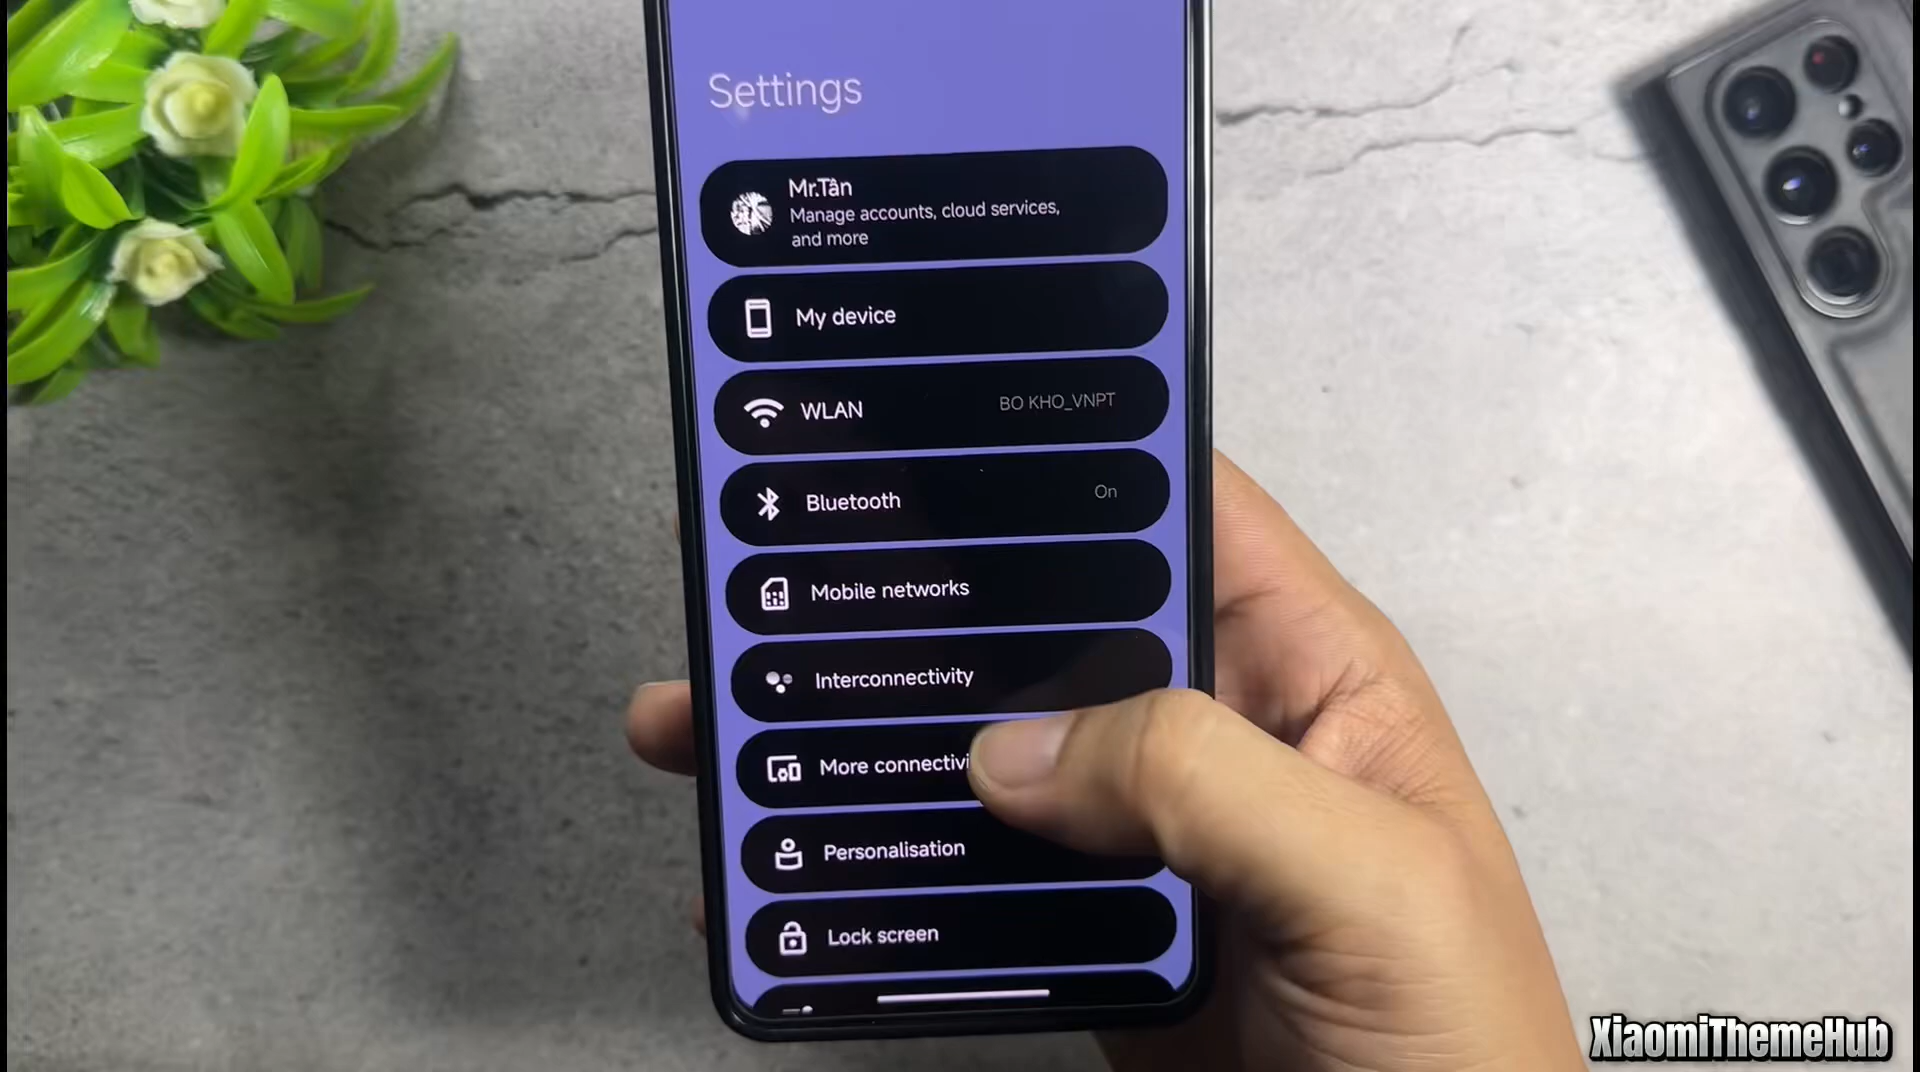 Settings
Mr.Tân
Manage accounts, cloud services,
and more
My device
WLAN
BO KHO_VNPT
Bluetooth
On
Mobile networks
Interconnectivity
More connectivi
Personalisation
Lock screen
XiaomiThemeHub